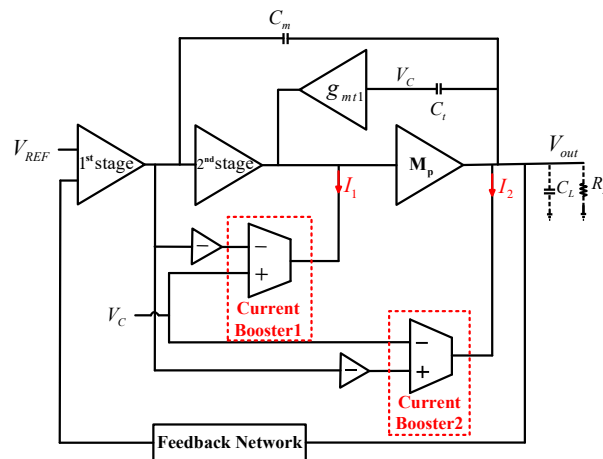 C_m
g_mt1
V_C
C_t
V_REF
1st stage
2nd stage
M_p
V_out
I_1
I_2
C_L
R
−
−
+
V_C
Current
Booster1
−
−
+
Current
Booster2
Feedback Network